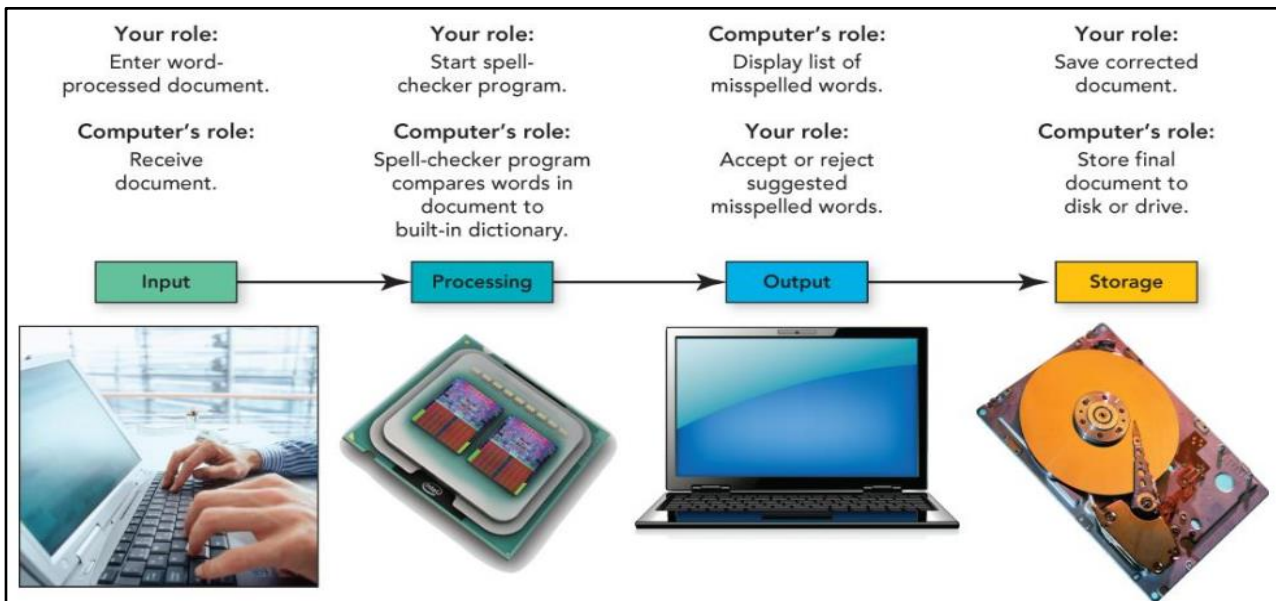 Your role:
Enter word-
processed document.
Computer's role:
Receive
document.
Your role:
Start spell-
checker program.
Computer's role:
Spell-checker program
compares words in
document to
built-in dictionary.
Computer's role:
Display list of
misspelled words.
Your role:
Accept or reject
suggested
misspelled words.
Your role:
Save corrected
document.
Computer's role:
Store final
document to
disk or drive.
Input
Processing
Output
Storage
intel